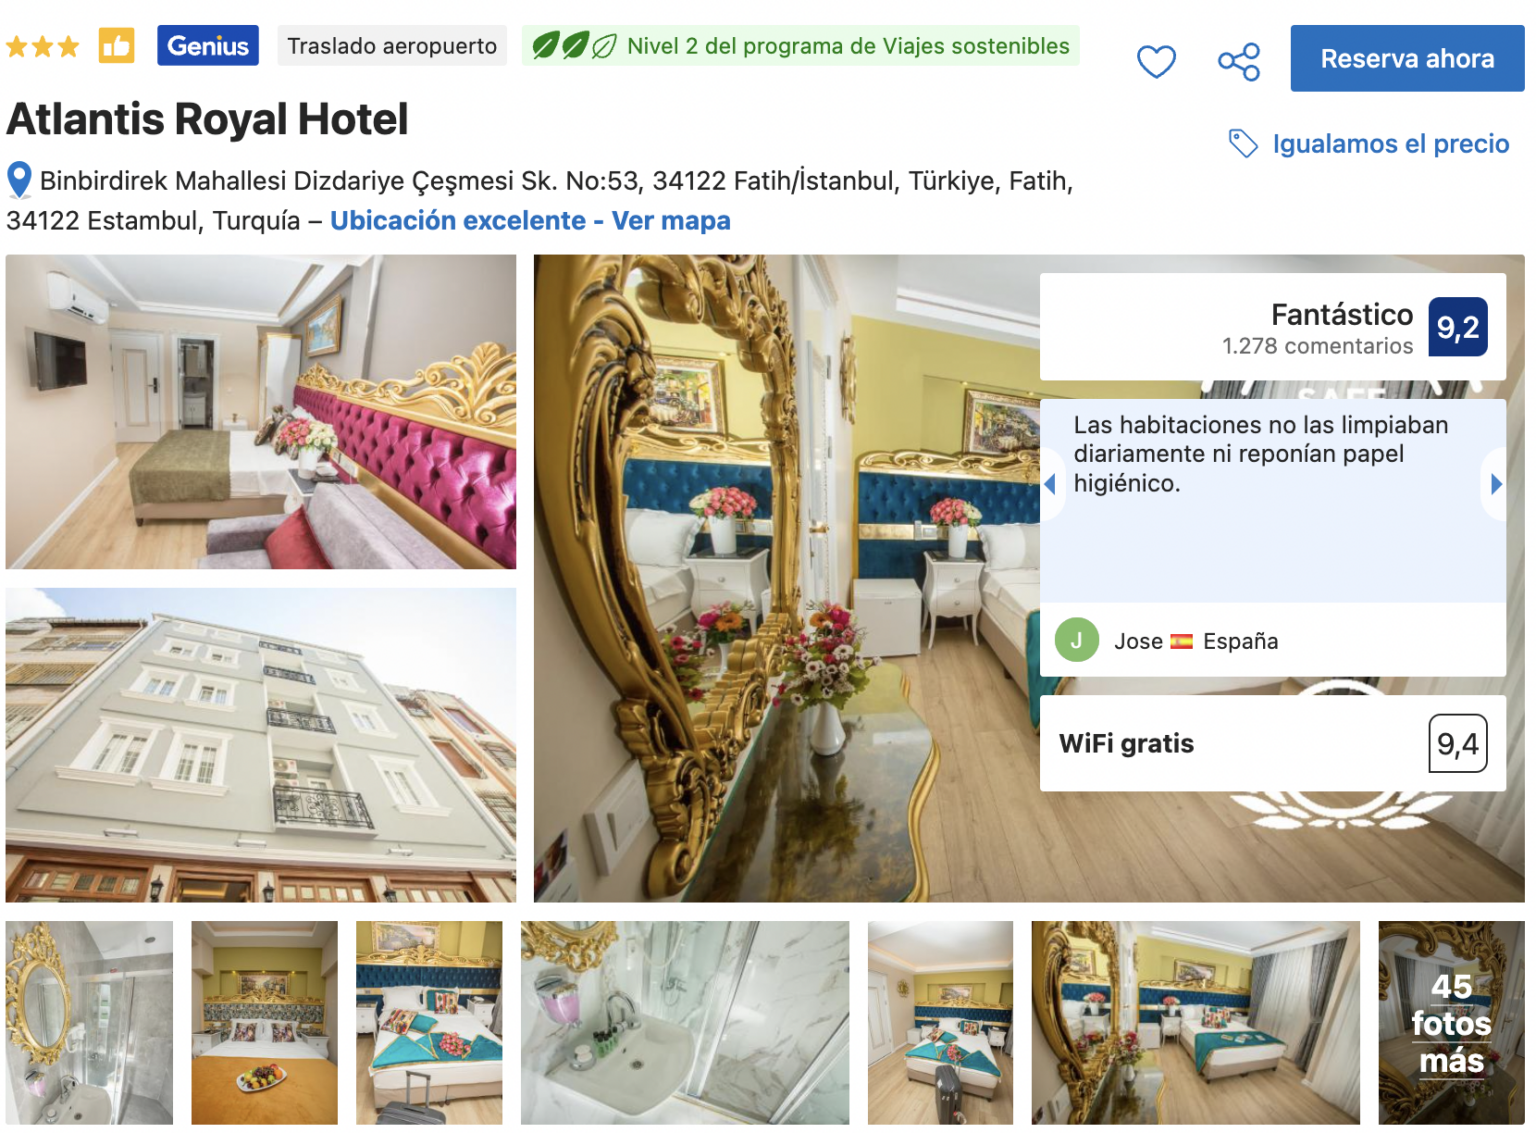 Genius
Traslado aeropuerto
Nivel 2 del programa de Viajes sostenibles
Reserva ahora
Atlantis Royal Hotel
Igualamos el precio
Binbirdirek Mahallesi Dizdariye Çeşmesi Sk. No:53, 34122 Fatih/İstanbul, Türkiye, Fatih,
34122 Estambul, Turquía – Ubicación excelente - Ver mapa
Fantástico
9,2
1.278 comentarios
SAFE
Las habitaciones no las limpiaban
diariamente ni reponían papel
higiénico.
J
Jose España
WiFi gratis
9,4
45
fotos
más